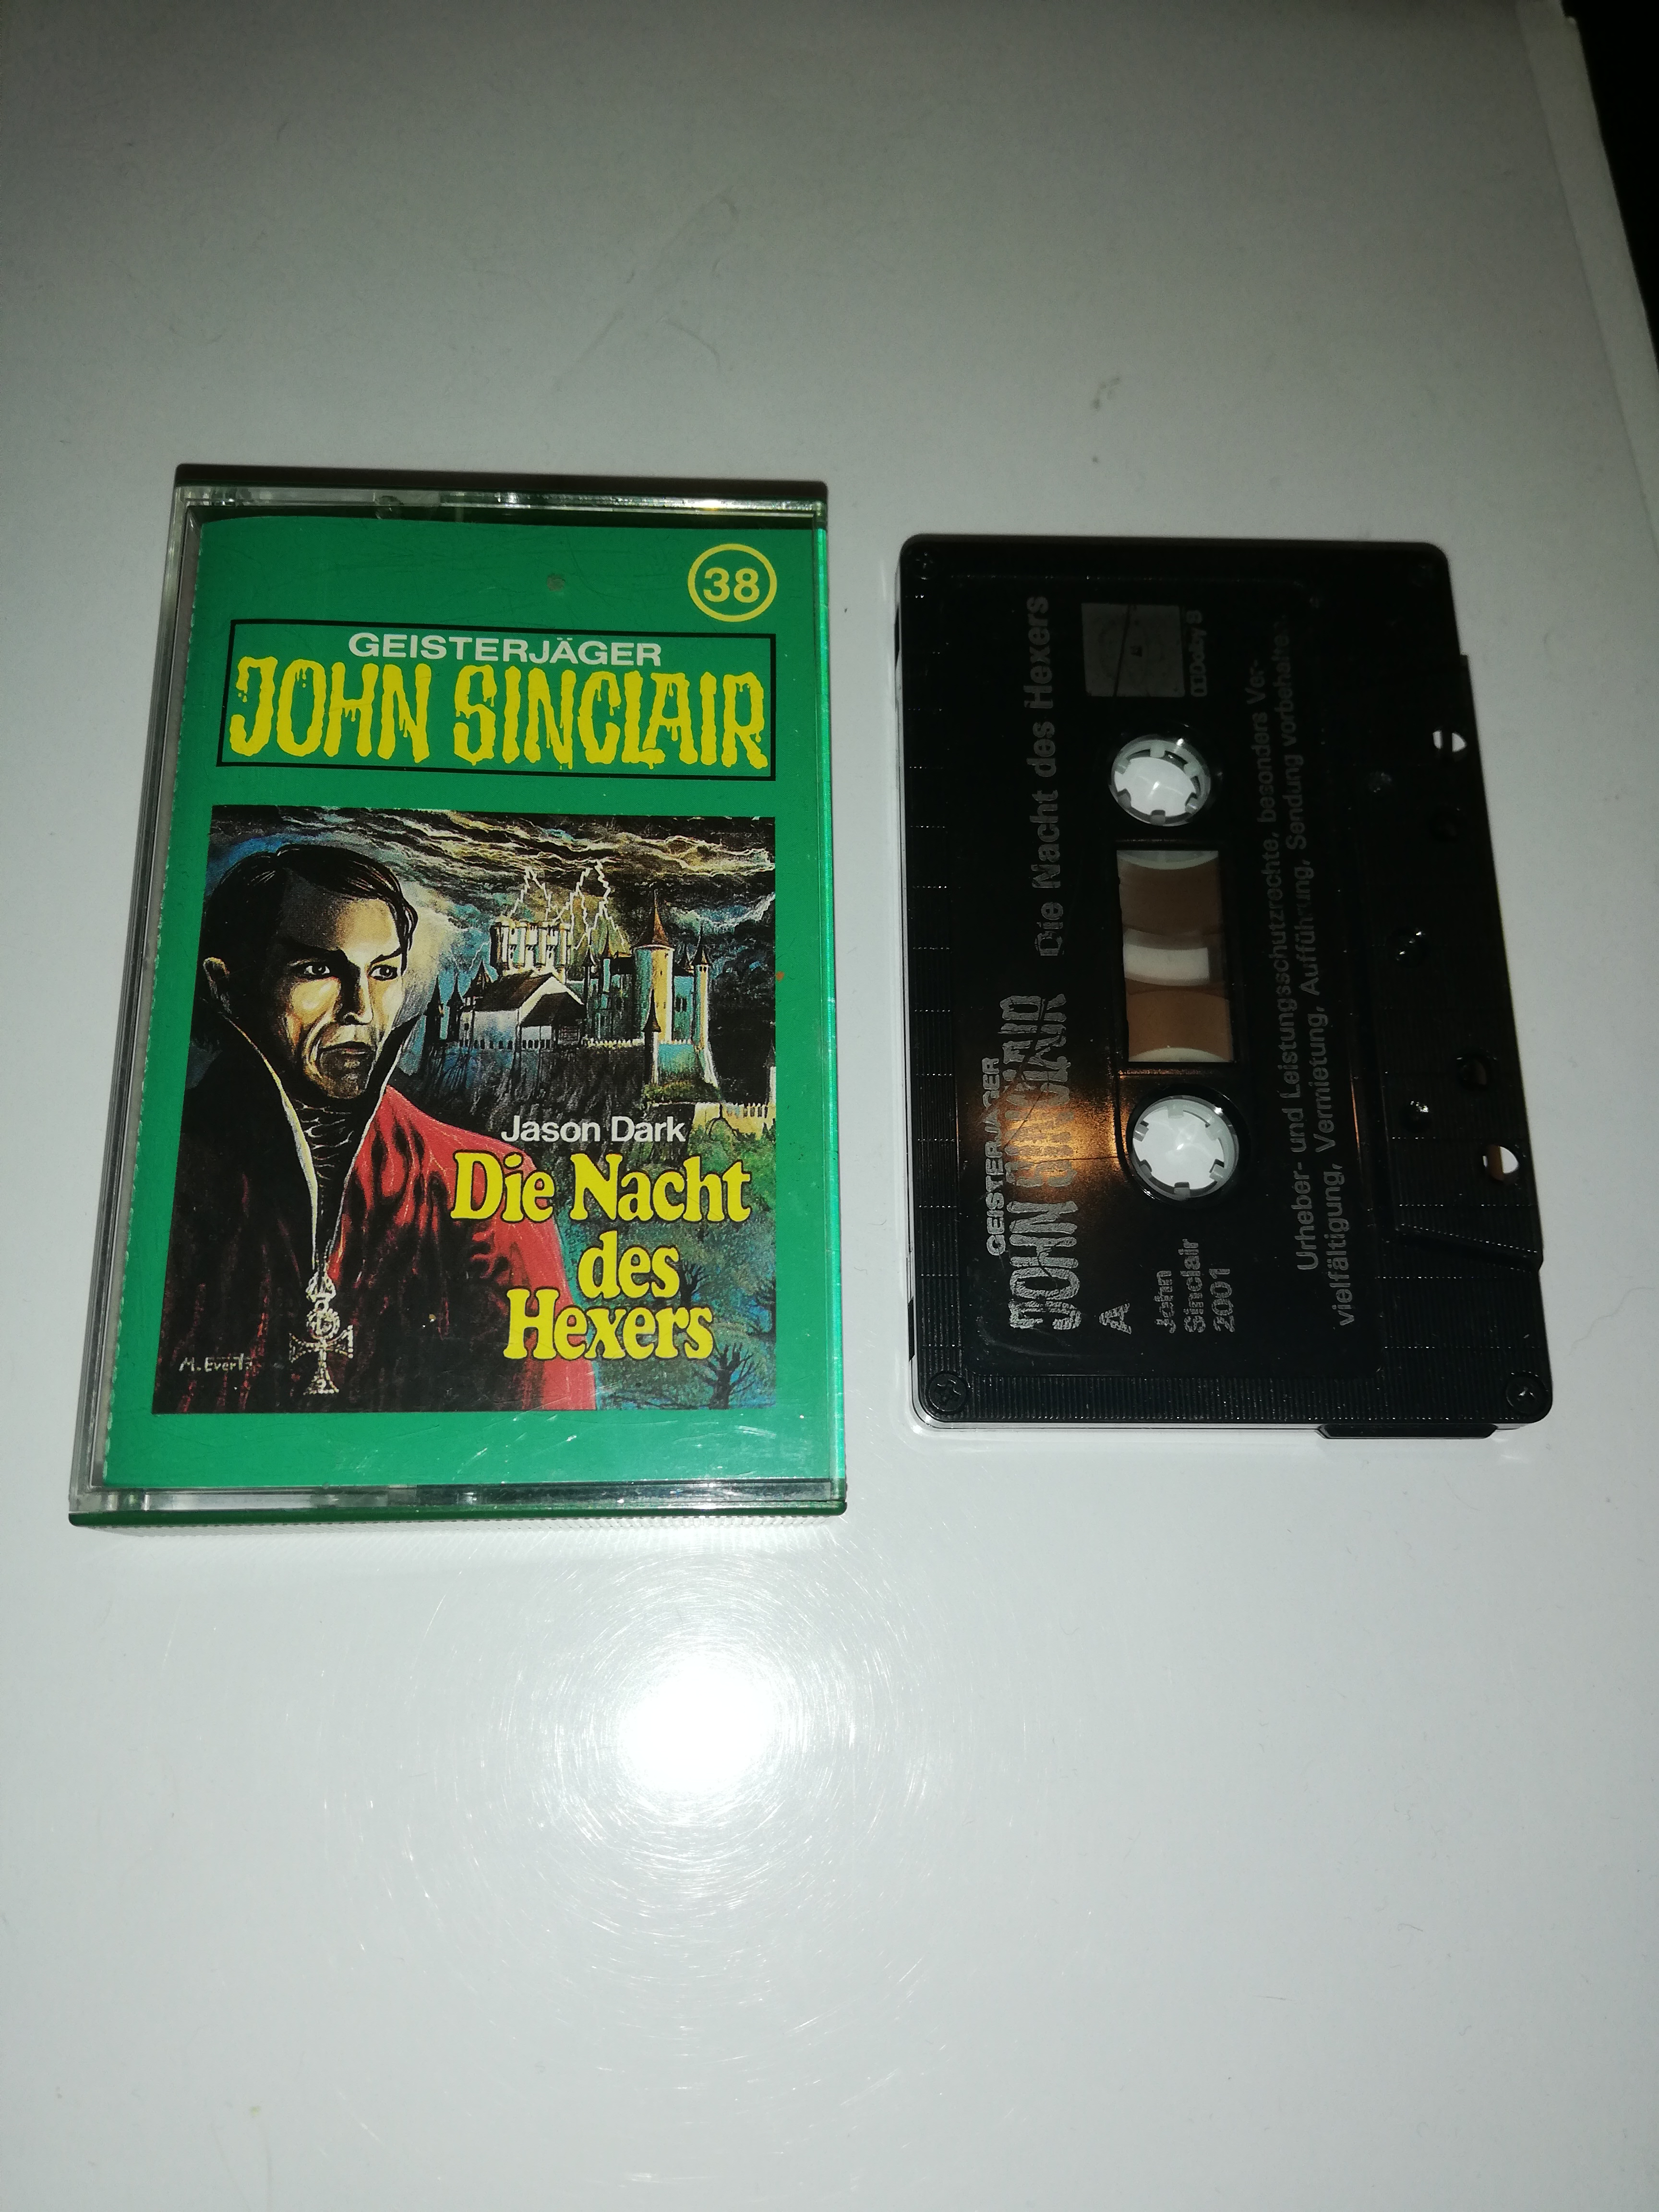 38
GEISTERJÄGER
JOHN SINCLAIR
Jason Dark
Die Nacht
des
Hexers
GEISTERJÄGER
JOHN SINCLAIR Die Nacht des Hexers
A
John
Sinclair
2001
Dolby B
Urheber- und Leistungsschutzrechte, besonders Ver-
vielfältigung, Vermietung, Aufführung, Sendung vorbehalten.